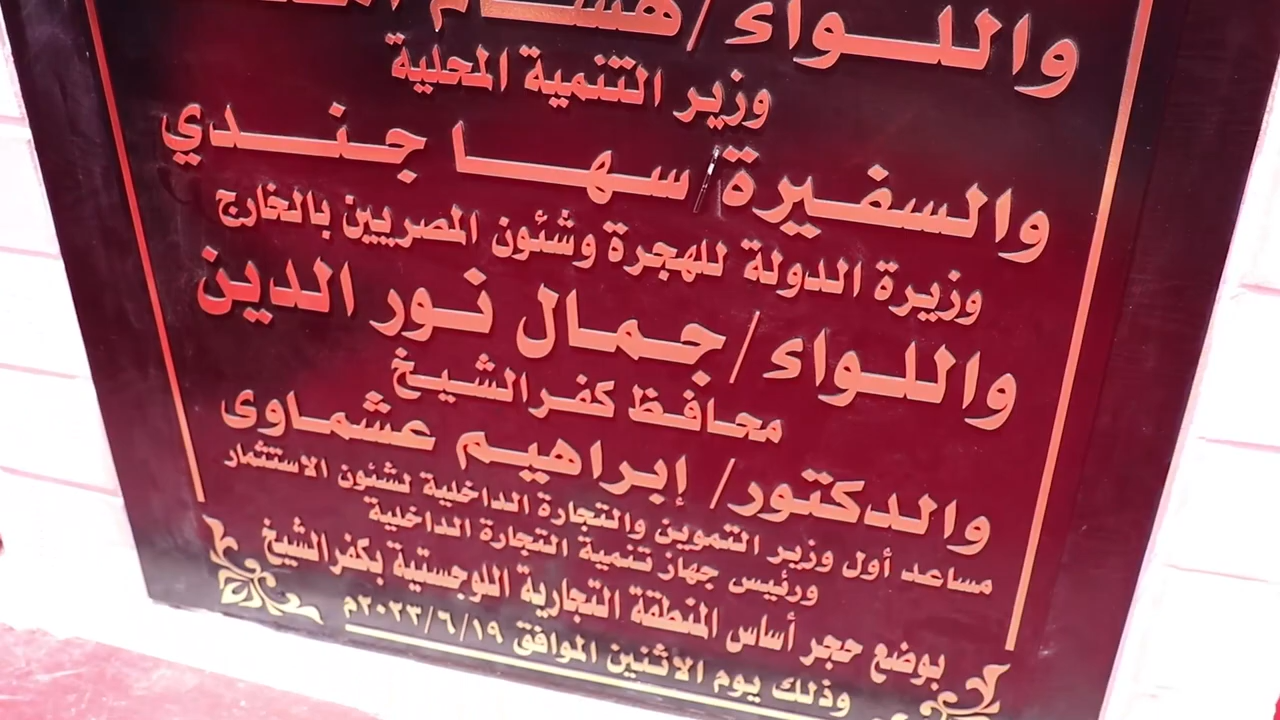 واللواء/هشام
وزير التنمية المحلية
والسفيرة/سها جندي
وزيرة الدولة للهجرة وشئون المصريين بالخارج
واللواء/جمال نور الدين
محافظ كفرالشيخ
والدكتور/إبراهيم عشماوى
مساعد أول وزير التموين والتجارة الداخلية لشئون الاستثمار
ورئيس جهاز تنمية التجارة الداخلية
بوضع حجر أساس المنطقة التجارية اللوجستية بكفرالشيخ
وذلك يوم الاثنين الموافق ٢٠٢٣/٦/١٩م